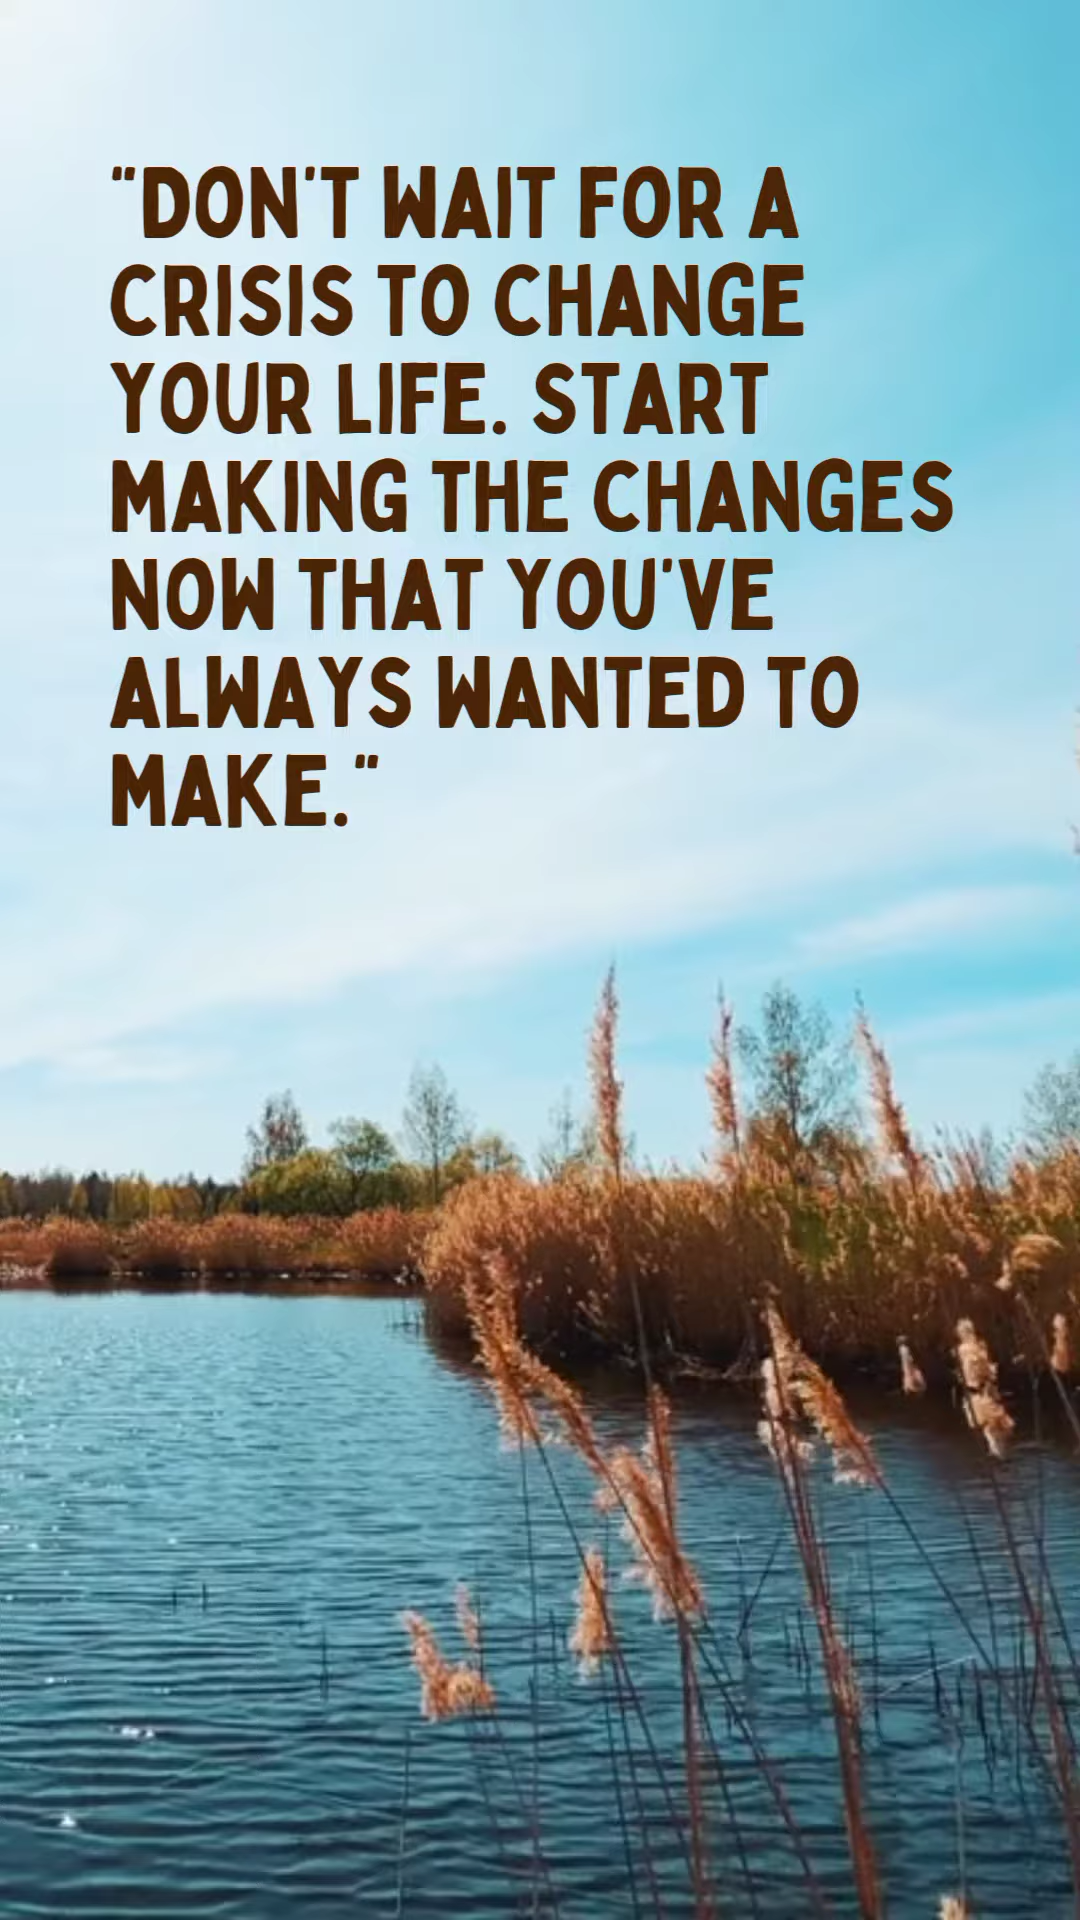 "DON'T WAIT FOR A
CRISIS TO CHANGE
YOUR LIFE. START
MAKING THE CHANGES
NOW THAT YOU'VE
ALWAYS WANTED TO
MAKE."